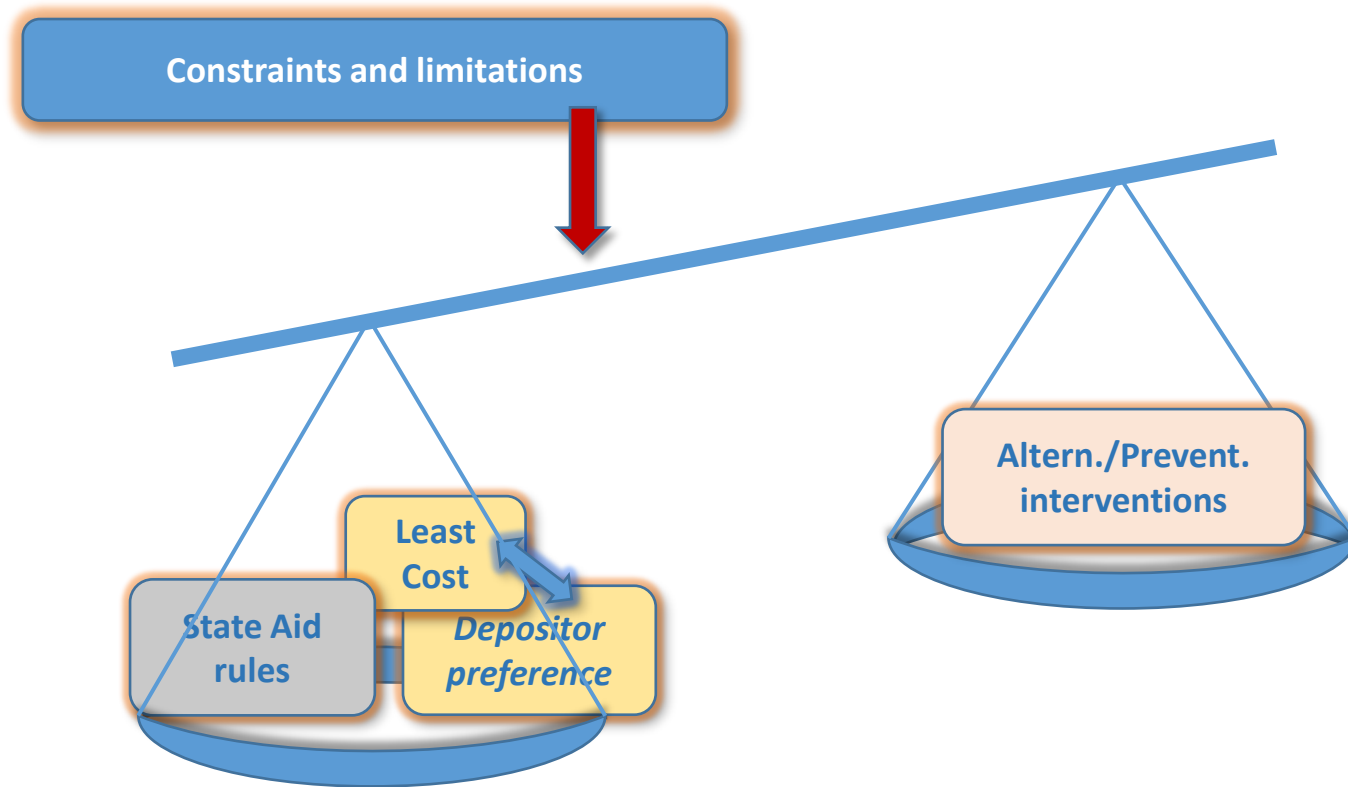 Constraints and limitations
Altern./Prevent.
interventions
Least
Cost
State Aid
rules
Depositor
preference